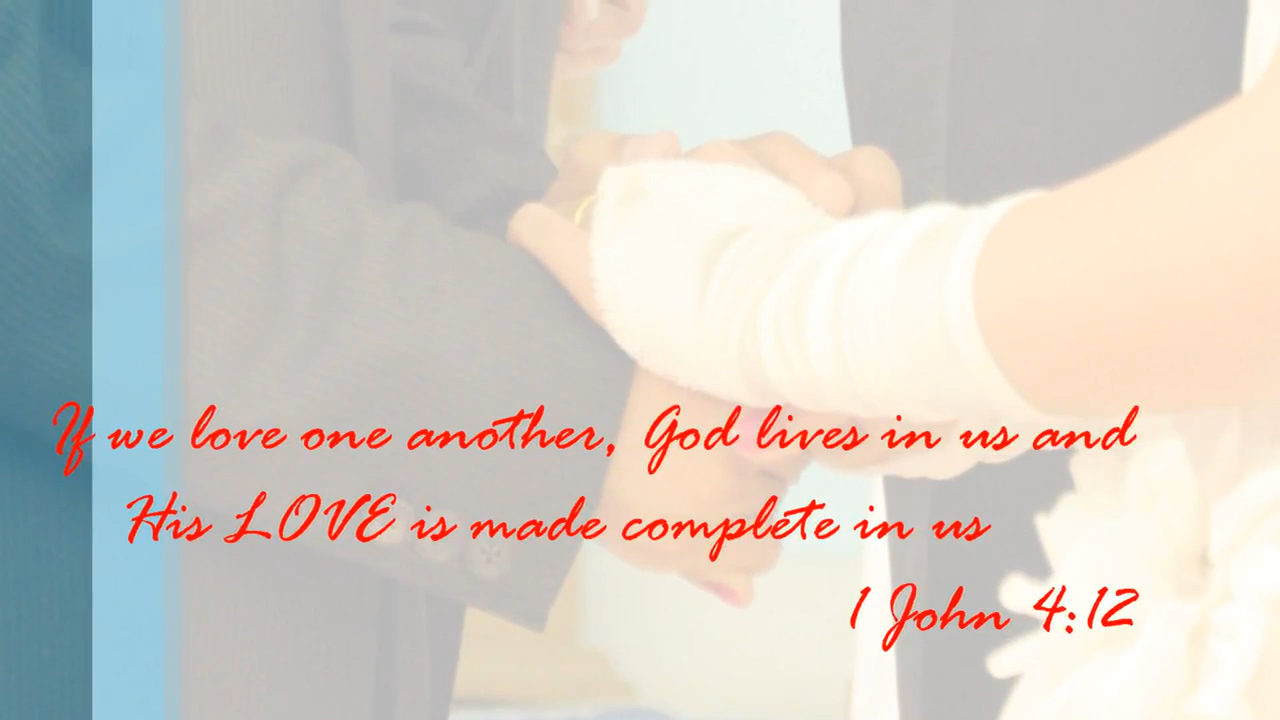 If we love one another, God lives in us and
His LOVE is made complete in us
1 John 4:12